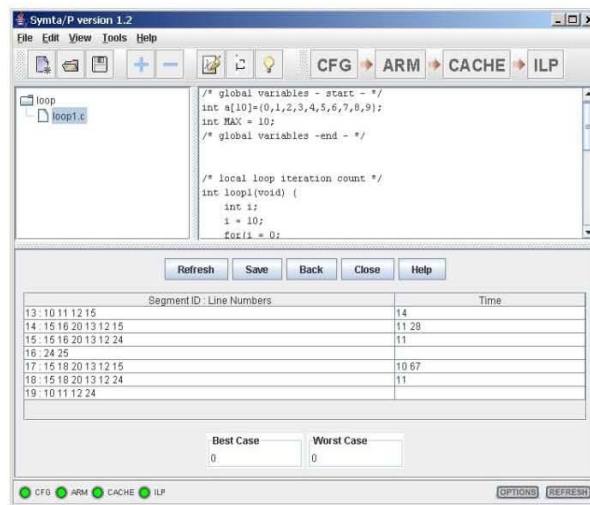 Symta/P version 1.2
File Edit View Tools Help
CFG ARM CACHE ILP
loop
loop1.c
/* global variables - start - */
int a[10]={0,1,2,3,4,5,6,7,8,9};
int MAX = 10;
/* global variables -end - */
/* local loop iteration count */
int loop1(void) {
int i;
i = 10;
for(i = 0;
Refresh Save Back Close Help
Segment ID : Line Numbers Time
13 : 10 11 12 15 14
14 : 15 16 20 13 12 15 11 28
15 : 15 16 20 13 12 24 11
16 : 24 25
17 : 15 18 20 13 12 15 10 67
18 : 15 18 20 13 12 24 11
19 : 10 11 12 24
Best Case Worst Case
0 0
CFG ARM CACHE ILP OPTIONS REFRESH